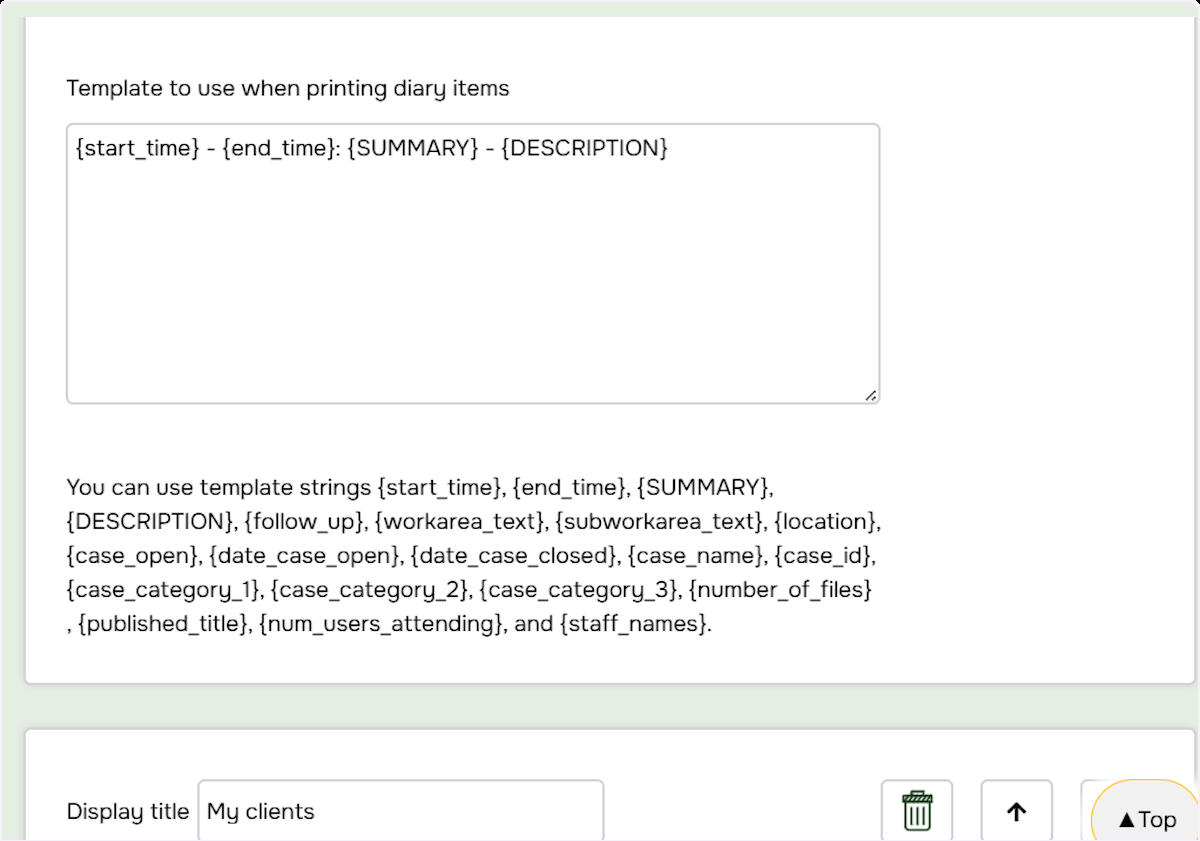 Template to use when printing diary items
{start_time} - {end_time}: {SUMMARY} - {DESCRIPTION}
You can use template strings {start_time}, {end_time}, {SUMMARY},
{DESCRIPTION}, {follow_up}, {workarea_text}, {subworkarea_text}, {location},
{case_open}, {date_case_open}, {date_case_closed}, {case_name}, {case_id},
{case_category_1}, {case_category_2}, {case_category_3}, {number_of_files}
, {published_title}, {num_users_attending}, and {staff_names}.
Display title My clients
▲Top